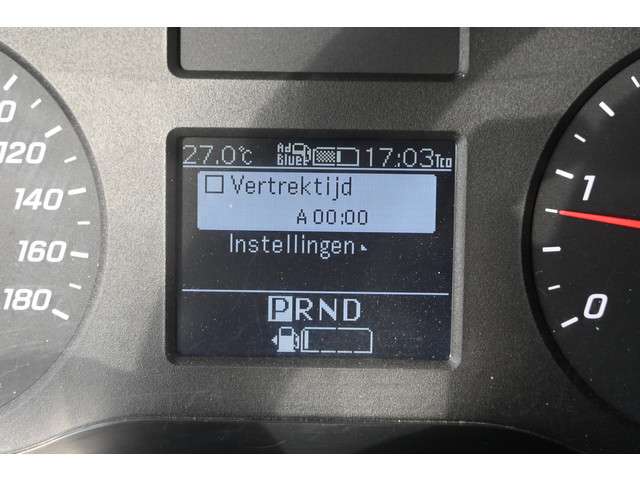 27.0°C Ad Blue 17:03 Tco
120
140
160
180
Vertrektijd
A 00:00
Instellingen
PRND
1
0